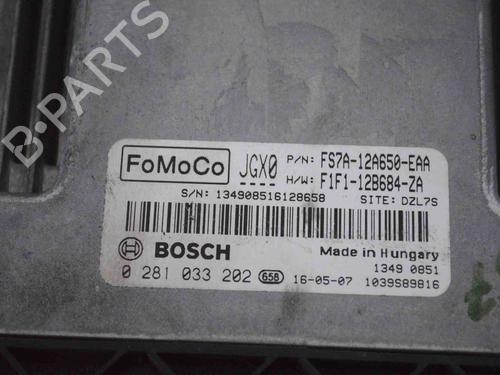 B-PARTS
FoMoCo JGX0 P/N: FS7A-12A650-EAA
H/W: F1F1-12B684-ZA
S/N: 134908516128658 SITE: DZL7S
BOSCH Made in Hungary
0 281 033 202 658 16-05-07 1349 0851
1039S89816